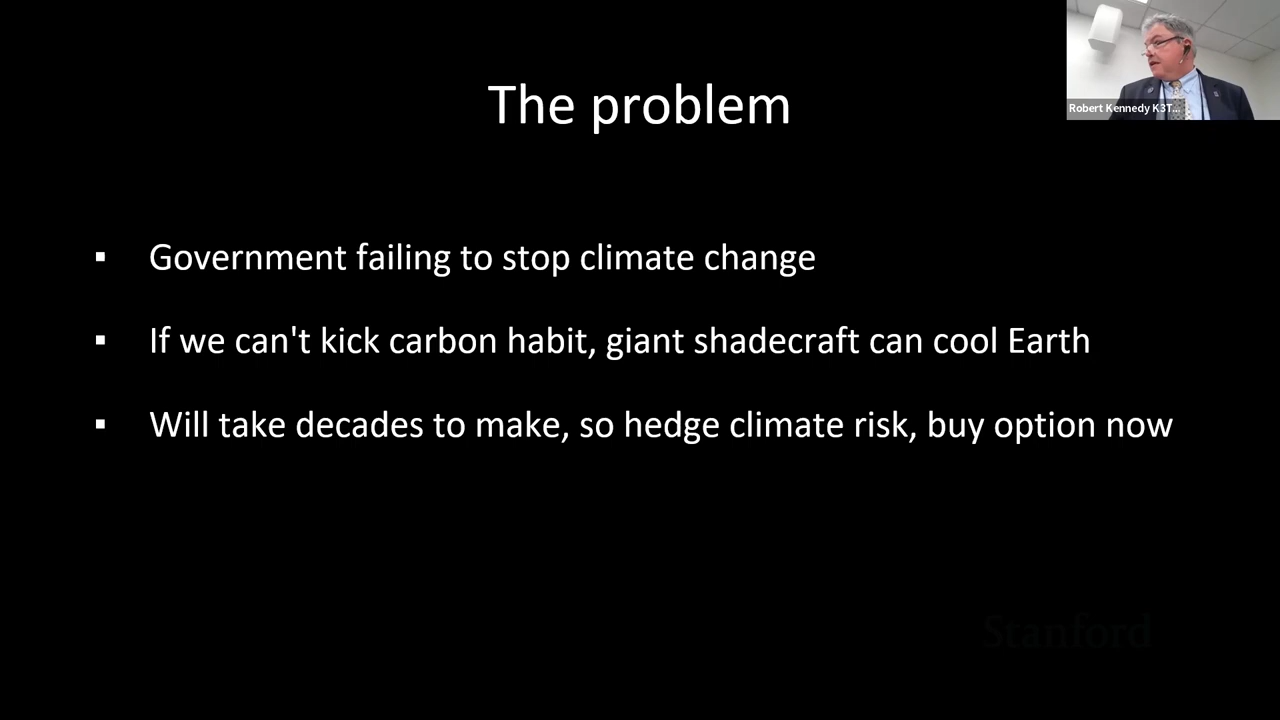 The problem
Robert Kennedy K3T...
▪ Government failing to stop climate change
▪ If we can't kick carbon habit, giant shadecraft can cool Earth
▪ Will take decades to make, so hedge climate risk, buy option now
Stanford